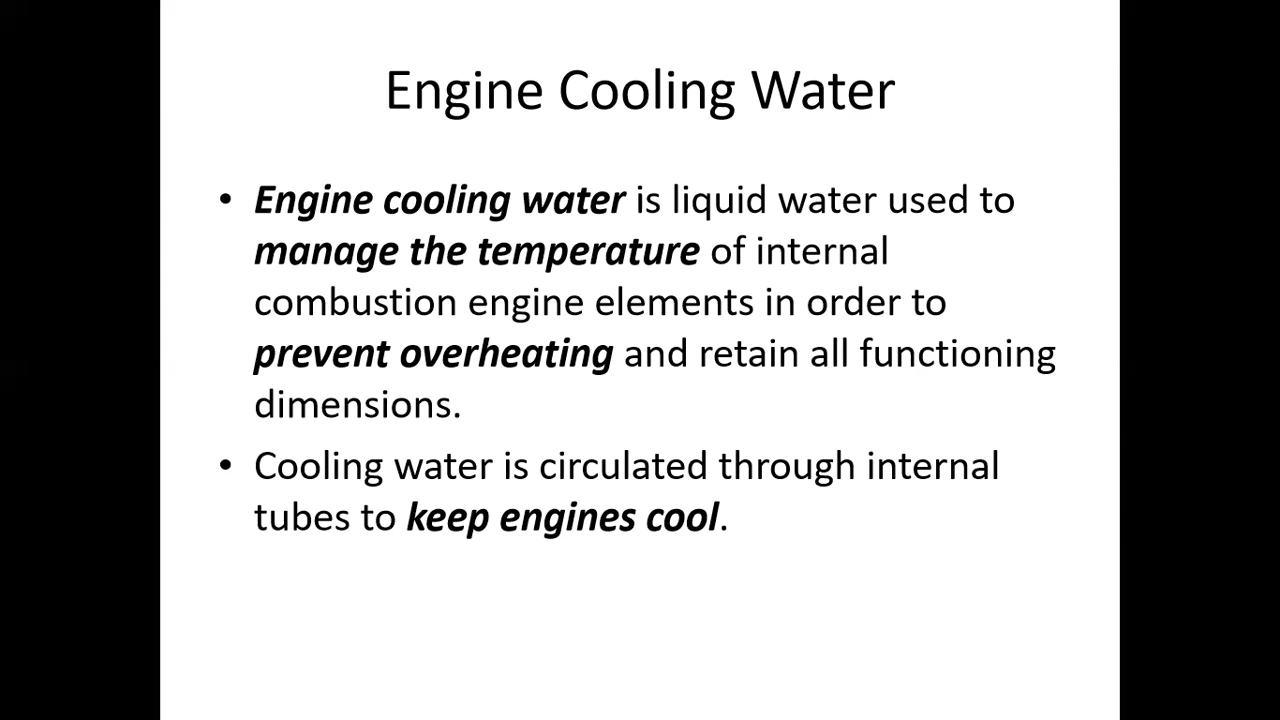 Engine Cooling Water
• Engine cooling water is liquid water used to
manage the temperature of internal
combustion engine elements in order to
prevent overheating and retain all functioning
dimensions.
• Cooling water is circulated through internal
tubes to keep engines cool.